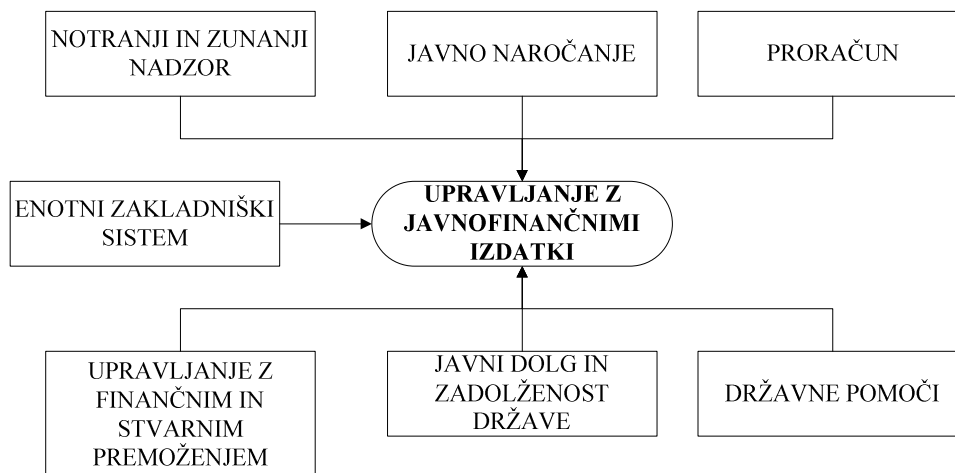 NOTRANJI IN ZUNANJI
NADZOR
JAVNO NAROČANJE
PRORAČUN
ENOTNI ZAKLADNIŠKI
SISTEM
UPRAVLJANJE Z
JAVNOFINANČNIMI
IZDATKI
UPRAVLJANJE Z
FINANČNIM IN
STVARNIM
PREMOŽENJEM
JAVNI DOLG IN
ZADOLŽENOST
DRŽAVE
DRŽAVNE POMOČI